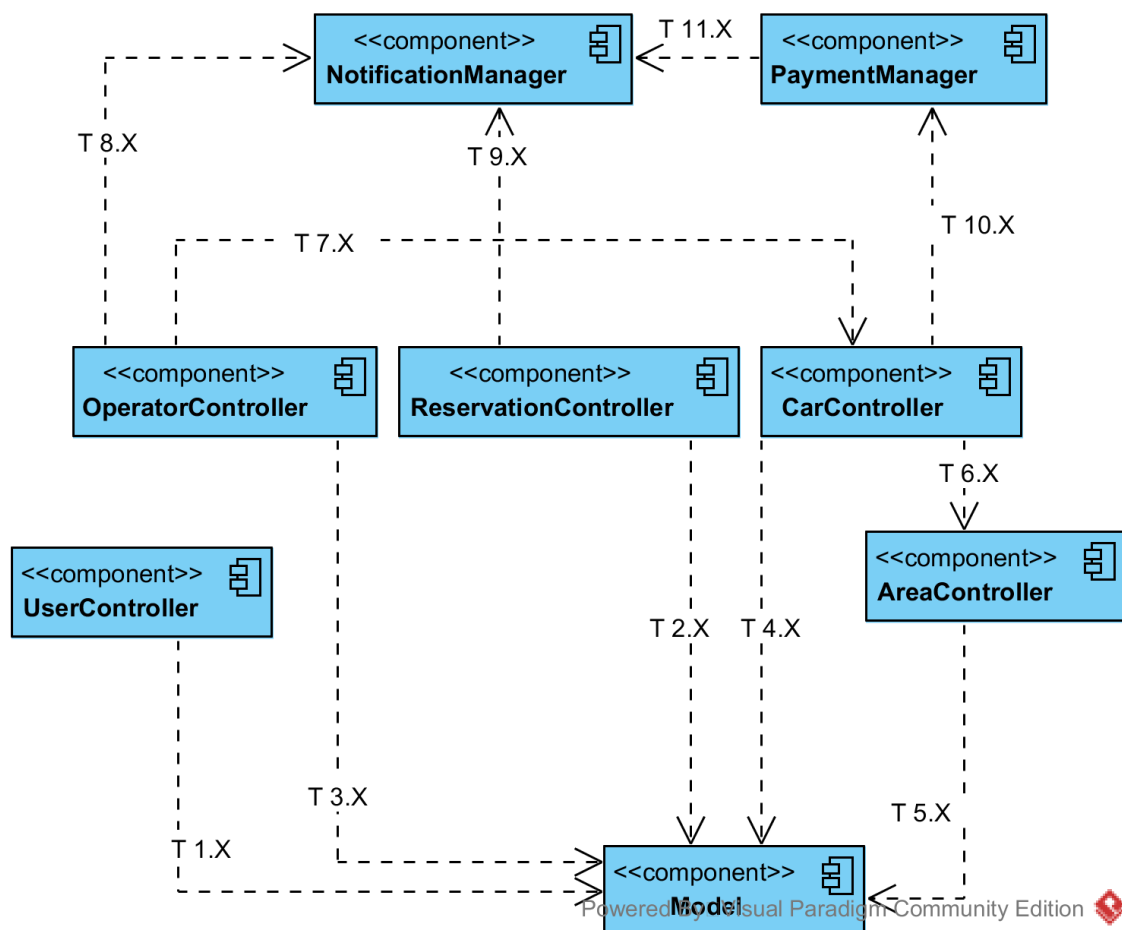 <<component>>
NotificationManager
T 11.X
<<component>>
PaymentManager
T 8.X
T 9.X
T 10.X
T 7.X
<<component>>
OperatorController
<<component>>
ReservationController
<<component>>
CarController
T 6.X
<<component>>
UserController
<<component>>
AreaController
T 2.X
T 4.X
T 3.X
T 5.X
T 1.X
<<component>>
Model
Powered By Visual Paradigm Community Edition